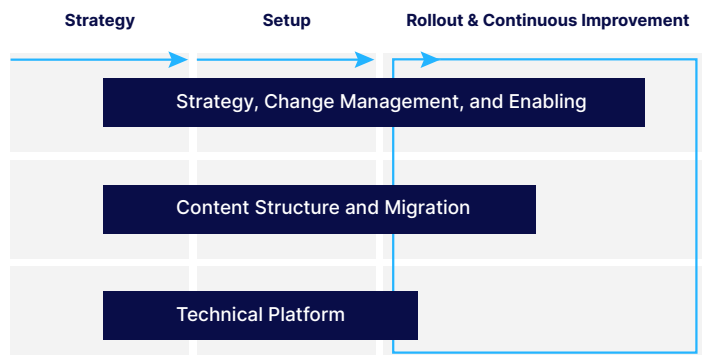 Strategy
Setup
Rollout & Continuous Improvement
Strategy, Change Management, and Enabling
Content Structure and Migration
Technical Platform